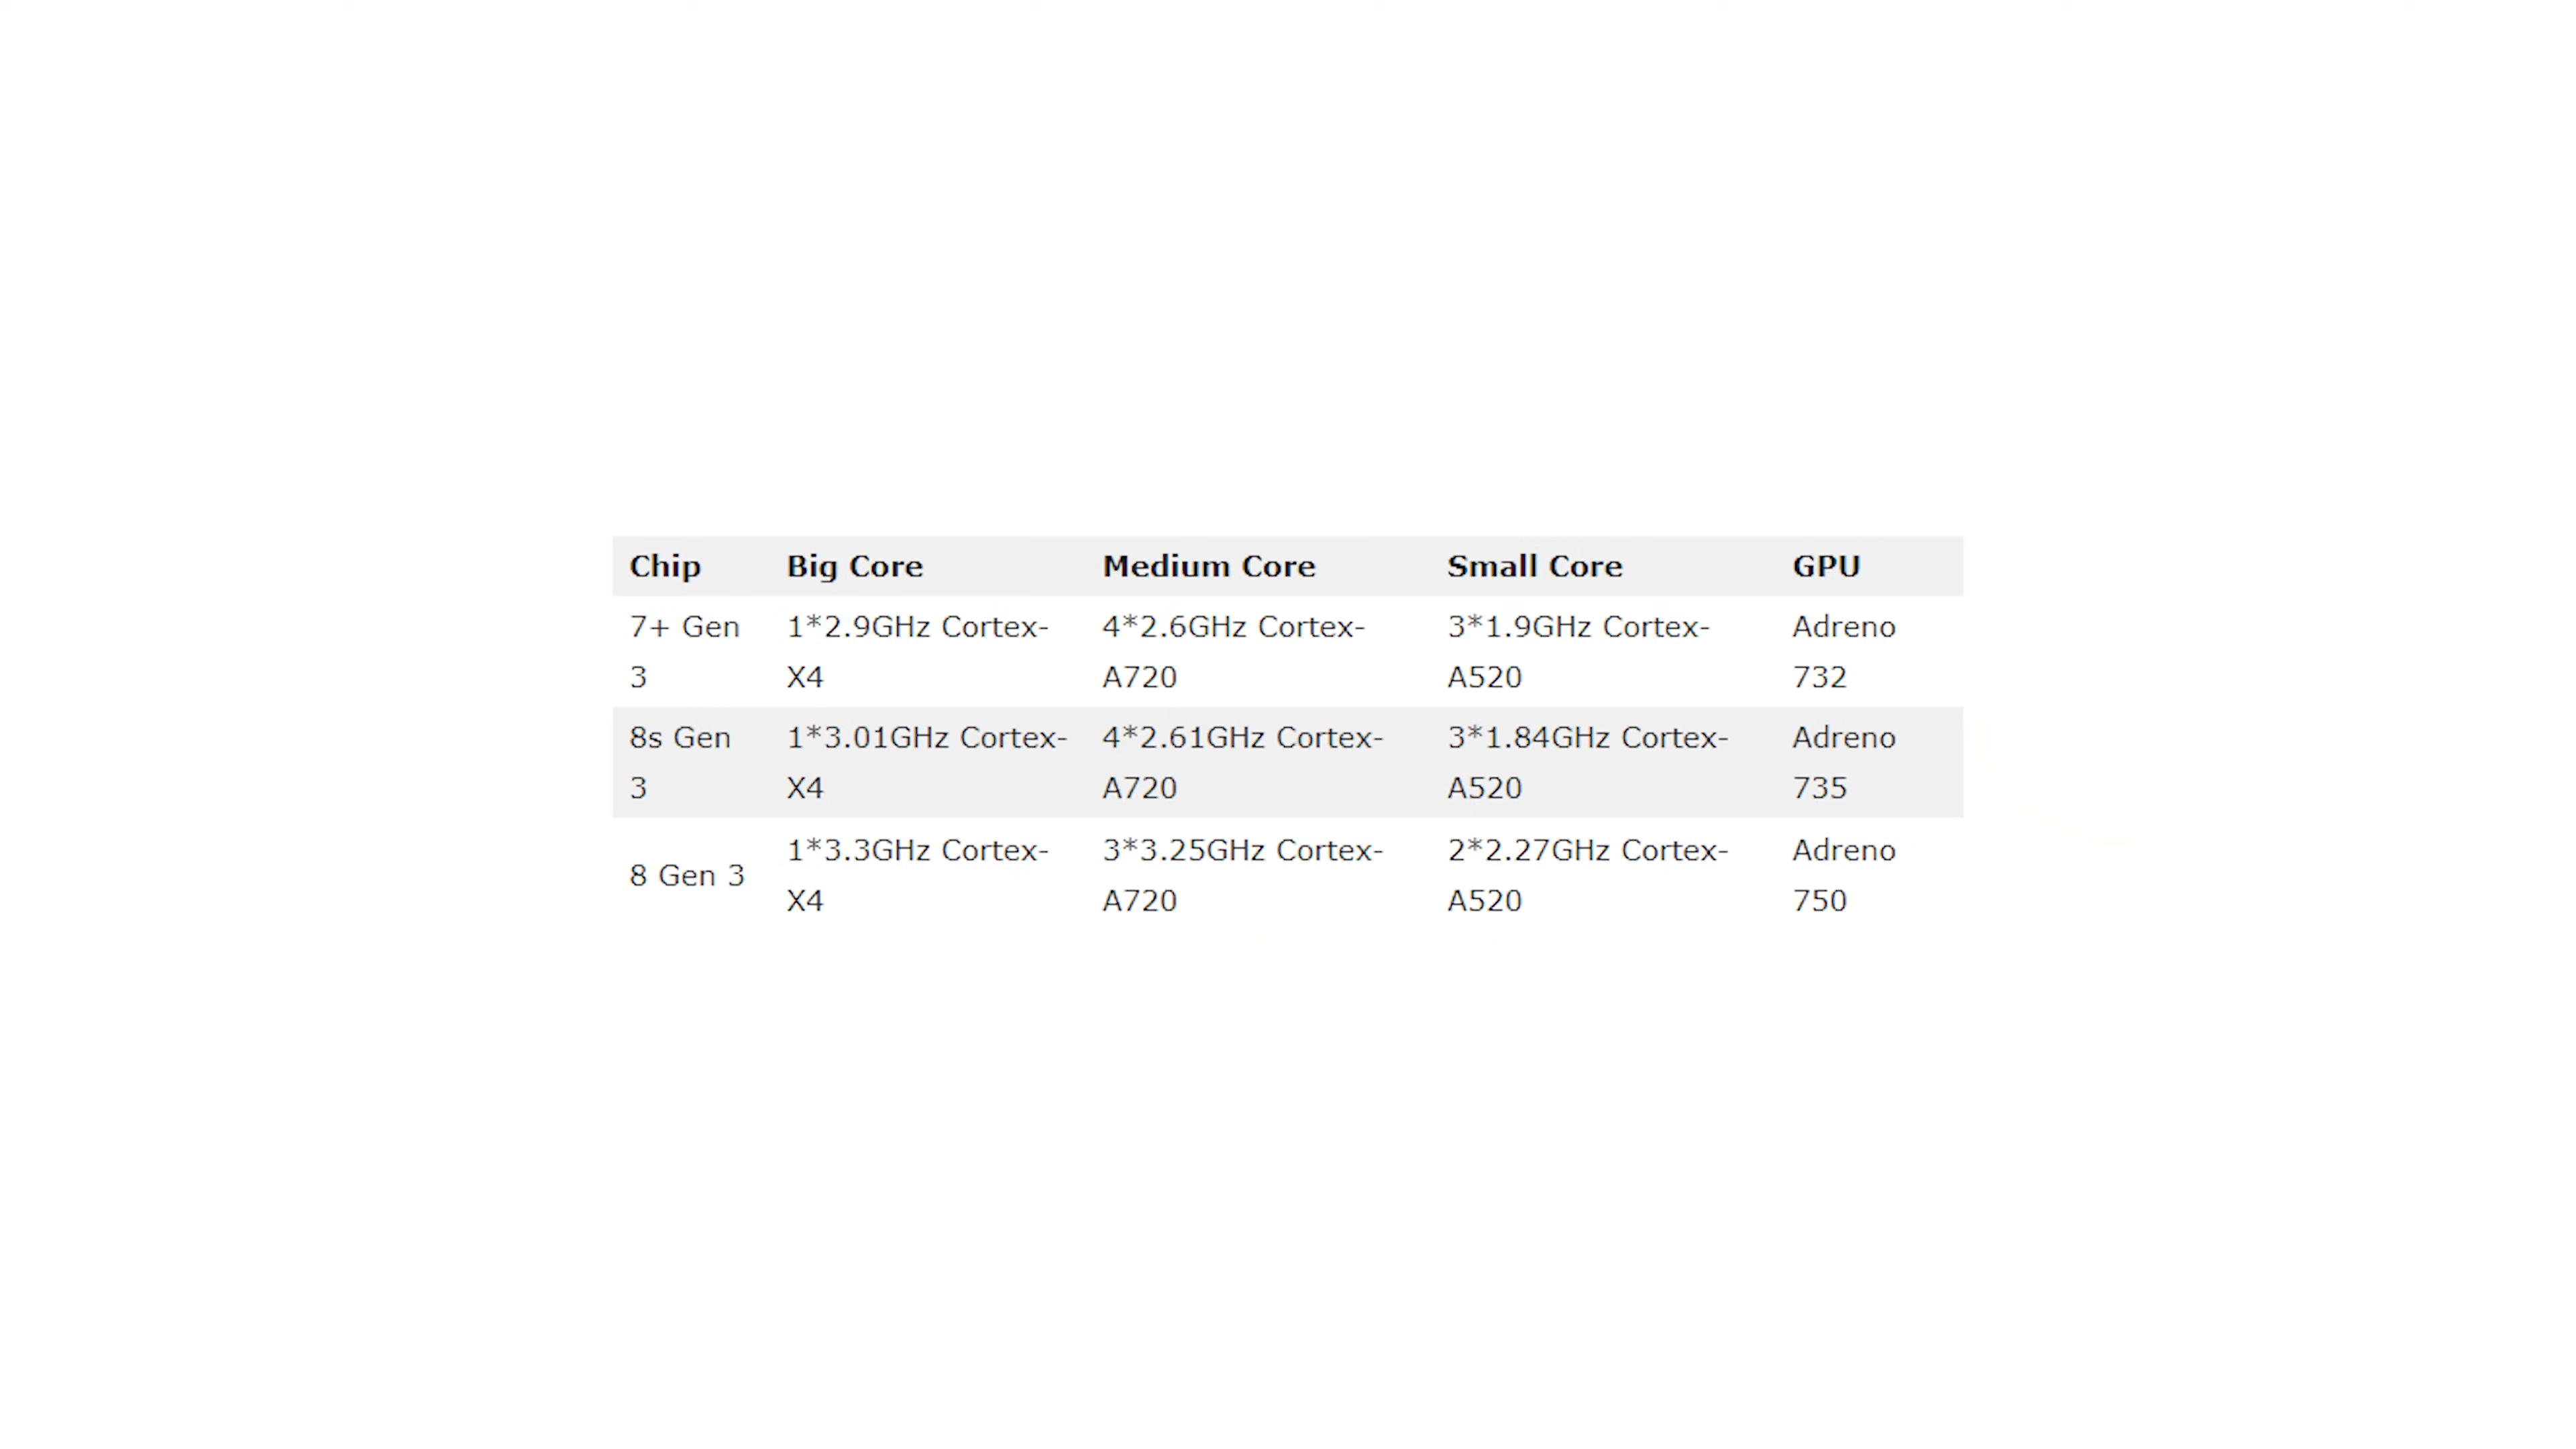 Chip Big Core Medium Core Small Core GPU
7+ Gen 1*2.9GHz Cortex- 4*2.6GHz Cortex- 3*1.9GHz Cortex- Adreno
3 X4 A720 A520 732
8s Gen 1*3.01GHz Cortex- 4*2.61GHz Cortex- 3*1.84GHz Cortex- Adreno
3 X4 A720 A520 735
8 Gen 3 1*3.3GHz Cortex- 3*3.25GHz Cortex- 2*2.27GHz Cortex- Adreno
X4 A720 A520 750